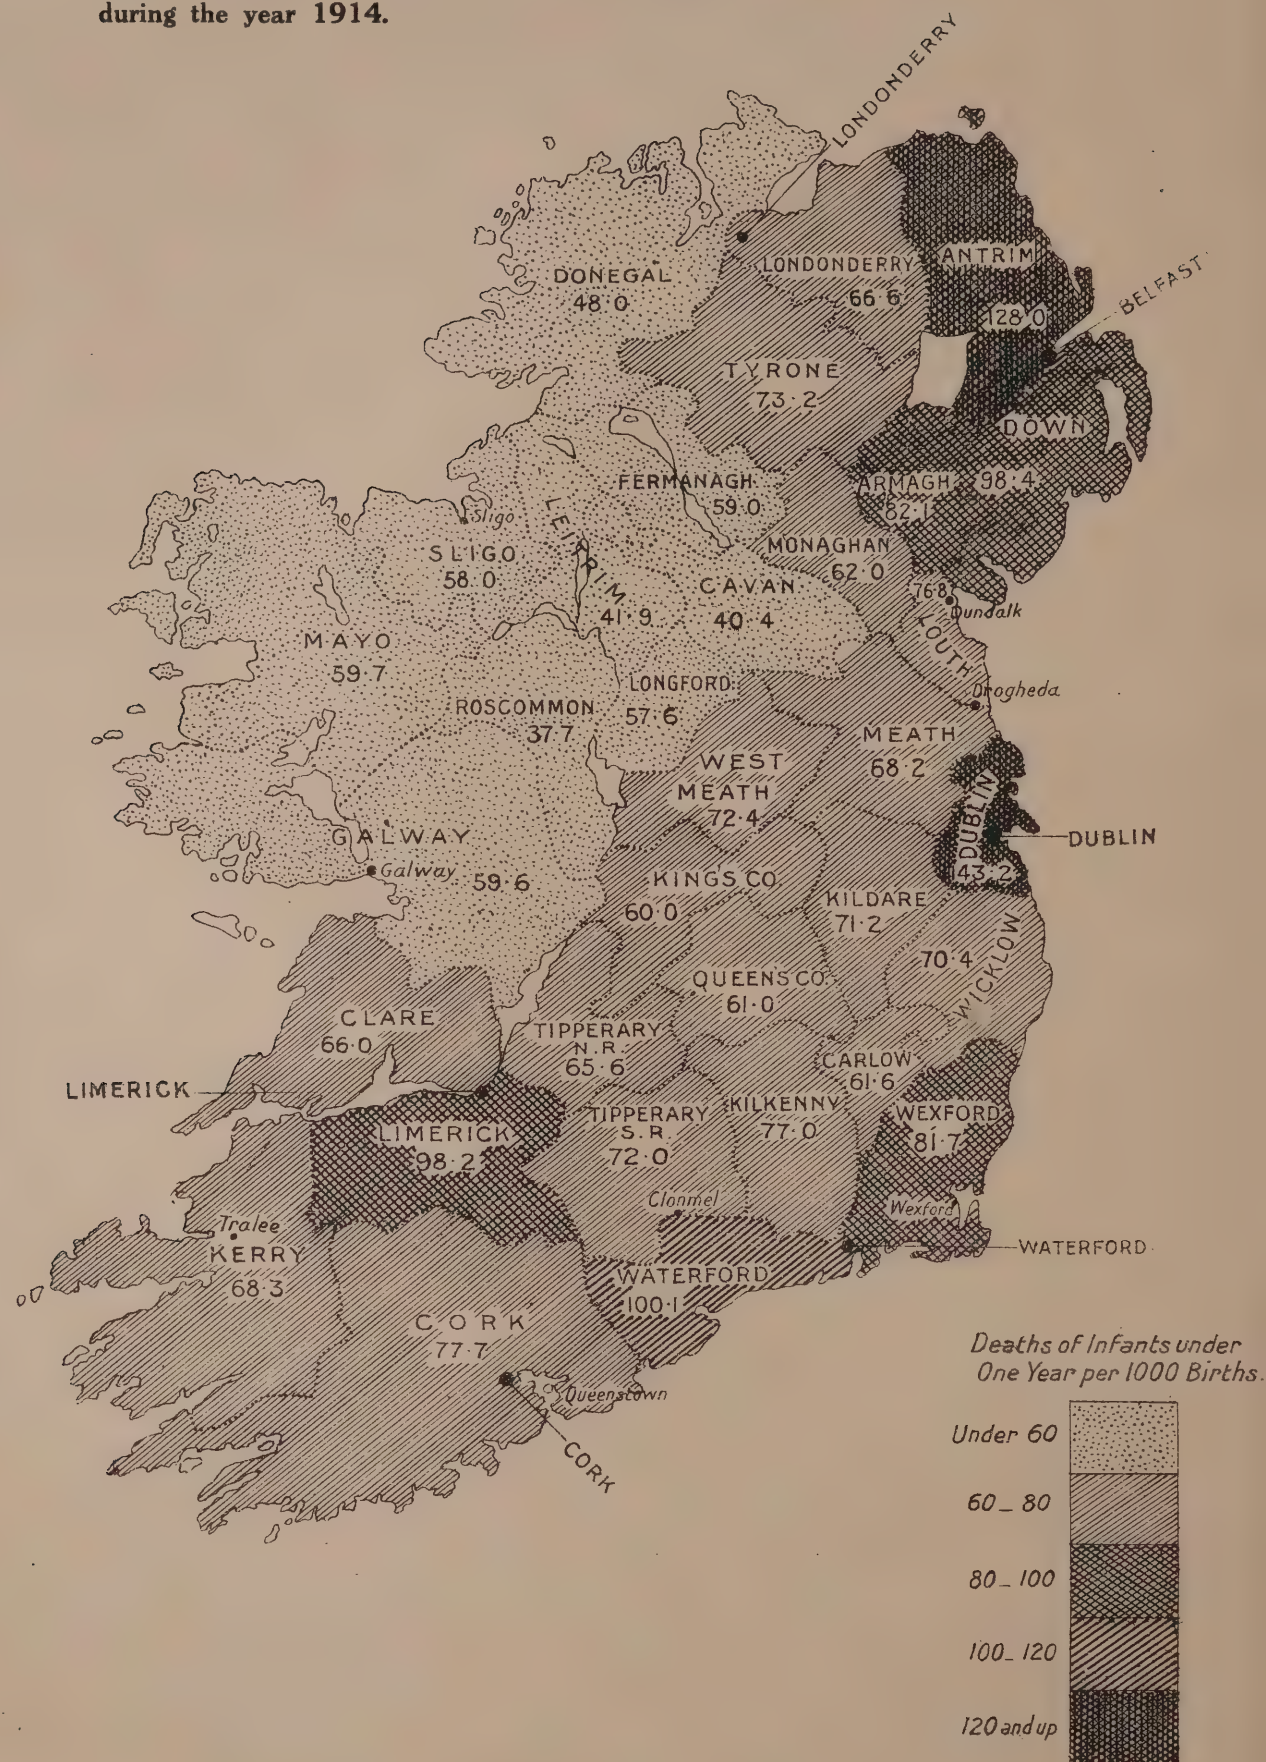 during the year 1914.
LONDONDERRY
DONEGAL
48·0
LONDONDERRY
66·6
ANTRIM
128·0
BELFAST
TYRONE
73·2
DOWN
98·4
FERMANAGH
59·0
ARMAGH
82·1
Sligo
SLIGO
58·0
LEITRIM
41·9
MONAGHAN
62·0
CAVAN
40·4
76·8
Dundalk
LOUTH
MAYO
59·7
LONGFORD
57·6
Drogheda
ROSCOMMON
37·7
MEATH
68·2
WEST
MEATH
72·4
DUBLIN
143·2
DUBLIN
GALWAY
Galway
59·6
KING'S CO.
60·0
KILDARE
71·2
70·4
WICKLOW
QUEENS CO.
61·0
CLARE
66·0
TIPPERARY
N.R.
65·6
CARLOW
61·6
LIMERICK
LIMERICK
98·2
TIPPERARY
S.R.
72·0
KILKENNY
77·0
WEXFORD
81·7
Clonmel
Wexford
Tralee
KERRY
68·3
WATERFORD
WATERFORD
100·1
CORK
77·7
Queenstown
CORK
Deaths of Infants under
One Year per 1000 Births.
Under 60
60_ 80
80_ 100
100_ 120
120 and up